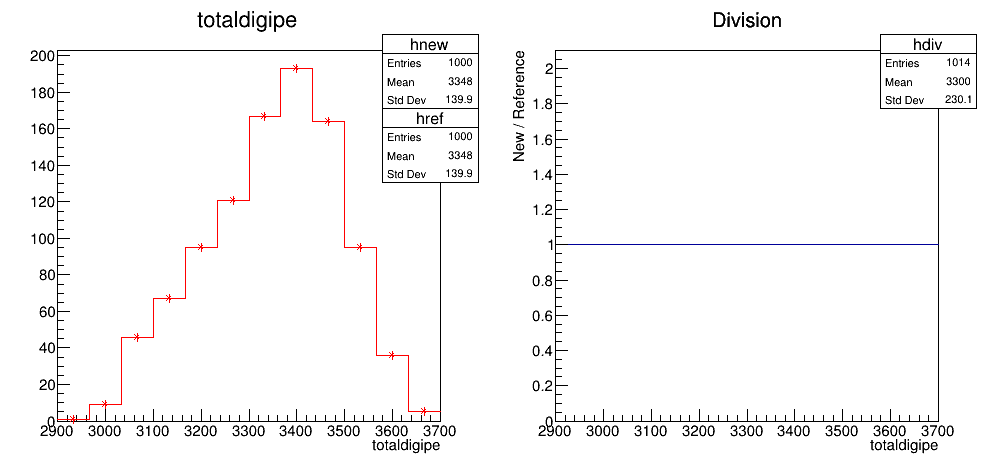 totaldigipe
hnew
Entries 1000
Mean 3348
Std Dev 139.9
href
Entries 1000
Mean 3348
Std Dev 139.9
200
180
160
140
120
100
80
60
40
20
0
2900 3000 3100 3200 3300 3400 3500 3600 3700
totaldigipe
Division
hdiv
Entries 1014
Mean 3300
Std Dev 230.1
New / Reference
2
1.8
1.6
1.4
1.2
1
0.8
0.6
0.4
0.2
0
2900 3000 3100 3200 3300 3400 3500 3600 3700
totaldigipe